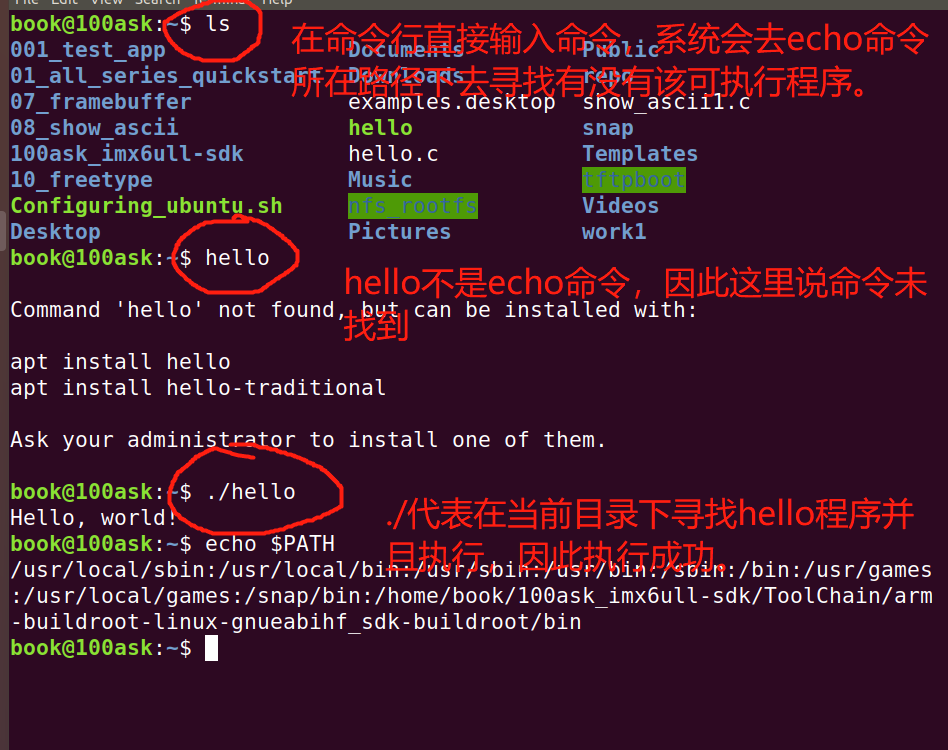 File Edit View Search Terminal Help
book@100ask:~$ ls
在命令行直接输入命令，系统会去echo命令
所在路径下去寻找有没有该可执行程序。
001_test_app Documents Public
01_all_series_quickstart Downloads repo
07_framebuffer examples.desktop show_ascii1.c
08_show_ascii hello snap
100ask_imx6ull-sdk hello.c Templates
10_freetype Music tftpboot
Configuring_ubuntu.sh nfs_rootfs Videos
Desktop Pictures work1
book@100ask:~$ hello
hello不是echo命令，因此这里说命令未
找到
Command 'hello' not found, but can be installed with:
apt install hello
apt install hello-traditional
Ask your administrator to install one of them.
book@100ask:~$ ./hello
./代表在当前目录下寻找hello程序并
且执行，因此执行成功。
Hello, world!
book@100ask:~$ echo $PATH
/usr/local/sbin:/usr/local/bin:/usr/sbin:/usr/bin:/sbin:/bin:/usr/games
:/usr/local/games:/snap/bin:/home/book/100ask_imx6ull-sdk/ToolChain/arm
-buildroot-linux-gnueabihf_sdk-buildroot/bin
book@100ask:~$